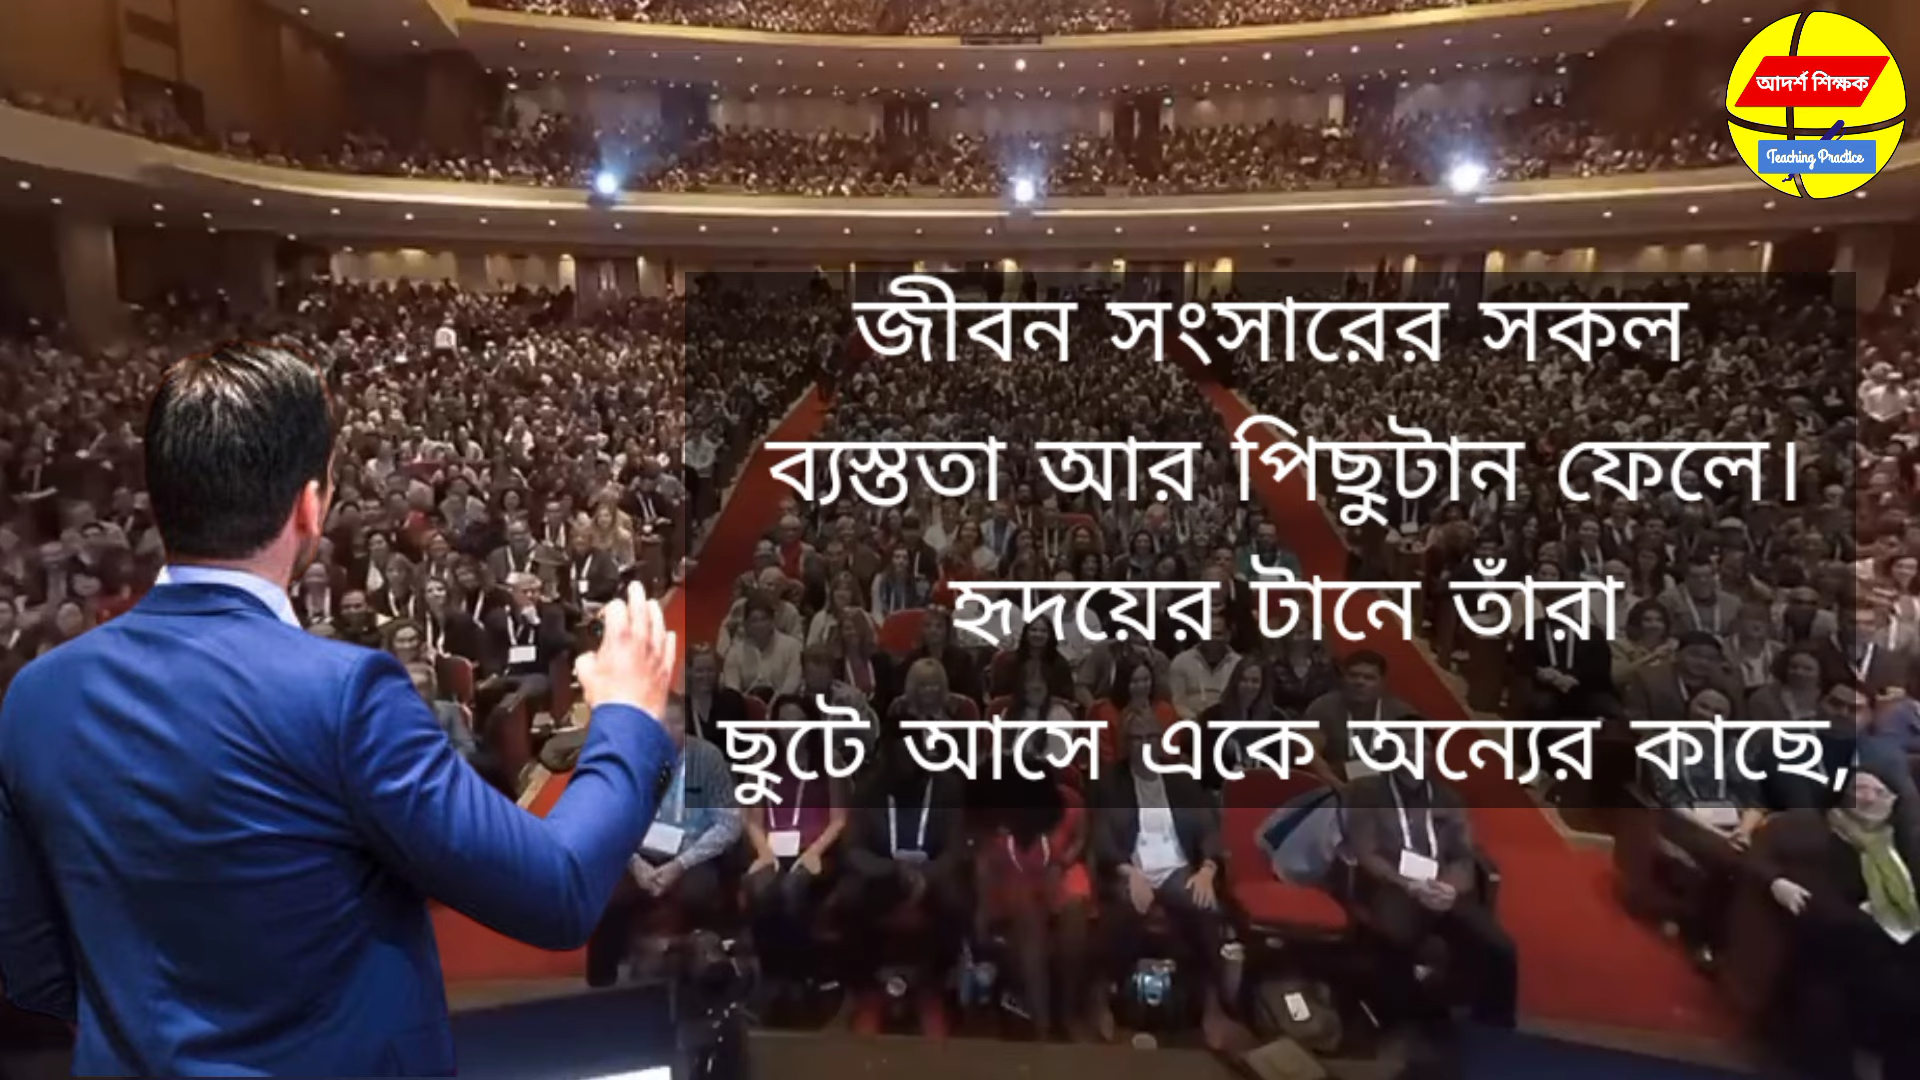 আদর্শ শিক্ষক
Teaching Practice
জীবন সংসারের সকল
ব্যস্ততা আর পিছুটান ফেলে।
হৃদয়ের টানে তাঁরা
ছুটে আসে একে অন্যের কাছে,